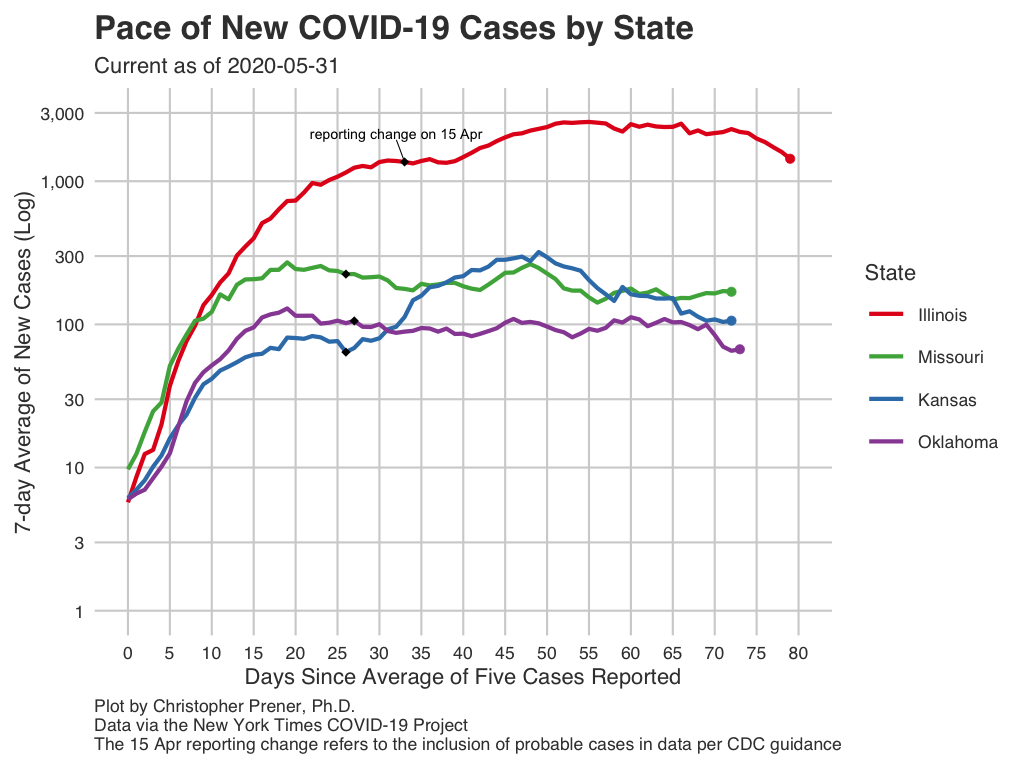 Pace of New COVID-19 Cases by State
Current as of 2020-05-31
7-day Average of New Cases (Log)
3,000
1,000
300
100
30
10
3
1
reporting change on 15 Apr
0 5 10 15 20 25 30 35 40 45 50 55 60 65 70 75 80
Days Since Average of Five Cases Reported
State
Illinois
Missouri
Kansas
Oklahoma
Plot by Christopher Prener, Ph.D.
Data via the New York Times COVID-19 Project
The 15 Apr reporting change refers to the inclusion of probable cases in data per CDC guidance